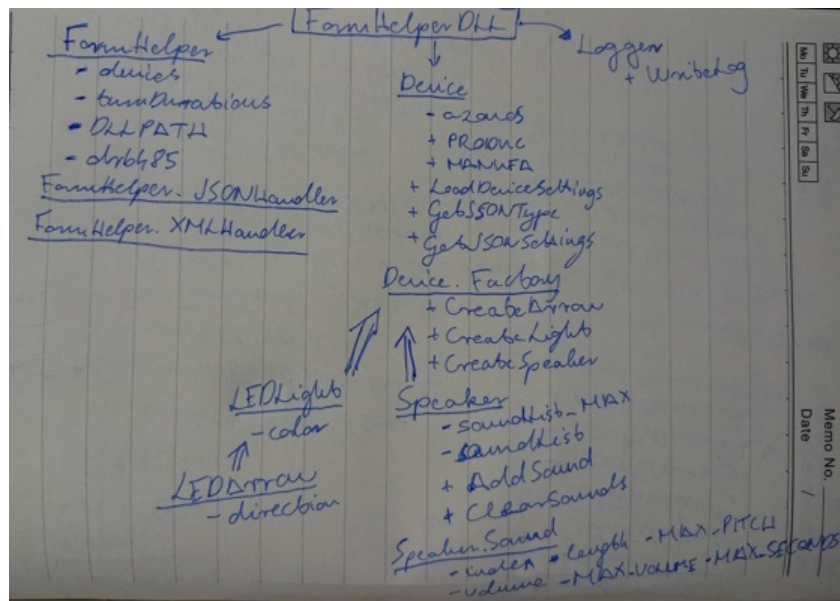 FormHelperDLL
FormHelper
- devices
- turnDurations
- DLLPATH
- drb485
FormHelper.JSONHandler
FormHelper.XMLHandler
Device
- azonos
+ PRODUC
+ MANUFA
+ LoadDeviceSettings
+ GetJSONType
+ GetJSONSettings
Device.Factory
+ CreateArrow
+ CreateLight
+ CreateSpeaker
Logger
+ WriteLog
LEDLight
- color
LEDArrow
- direction
Speaker
- soundList_MAX
- soundList
+ AddSound
+ ClearSounds
Speaker.Sound
- index - length - MAX_PITCH
- volume - MAX_VOLUME - MAX_SECONDS
Mo Tu We Th Fr Sa Su
Memo No.
Date /